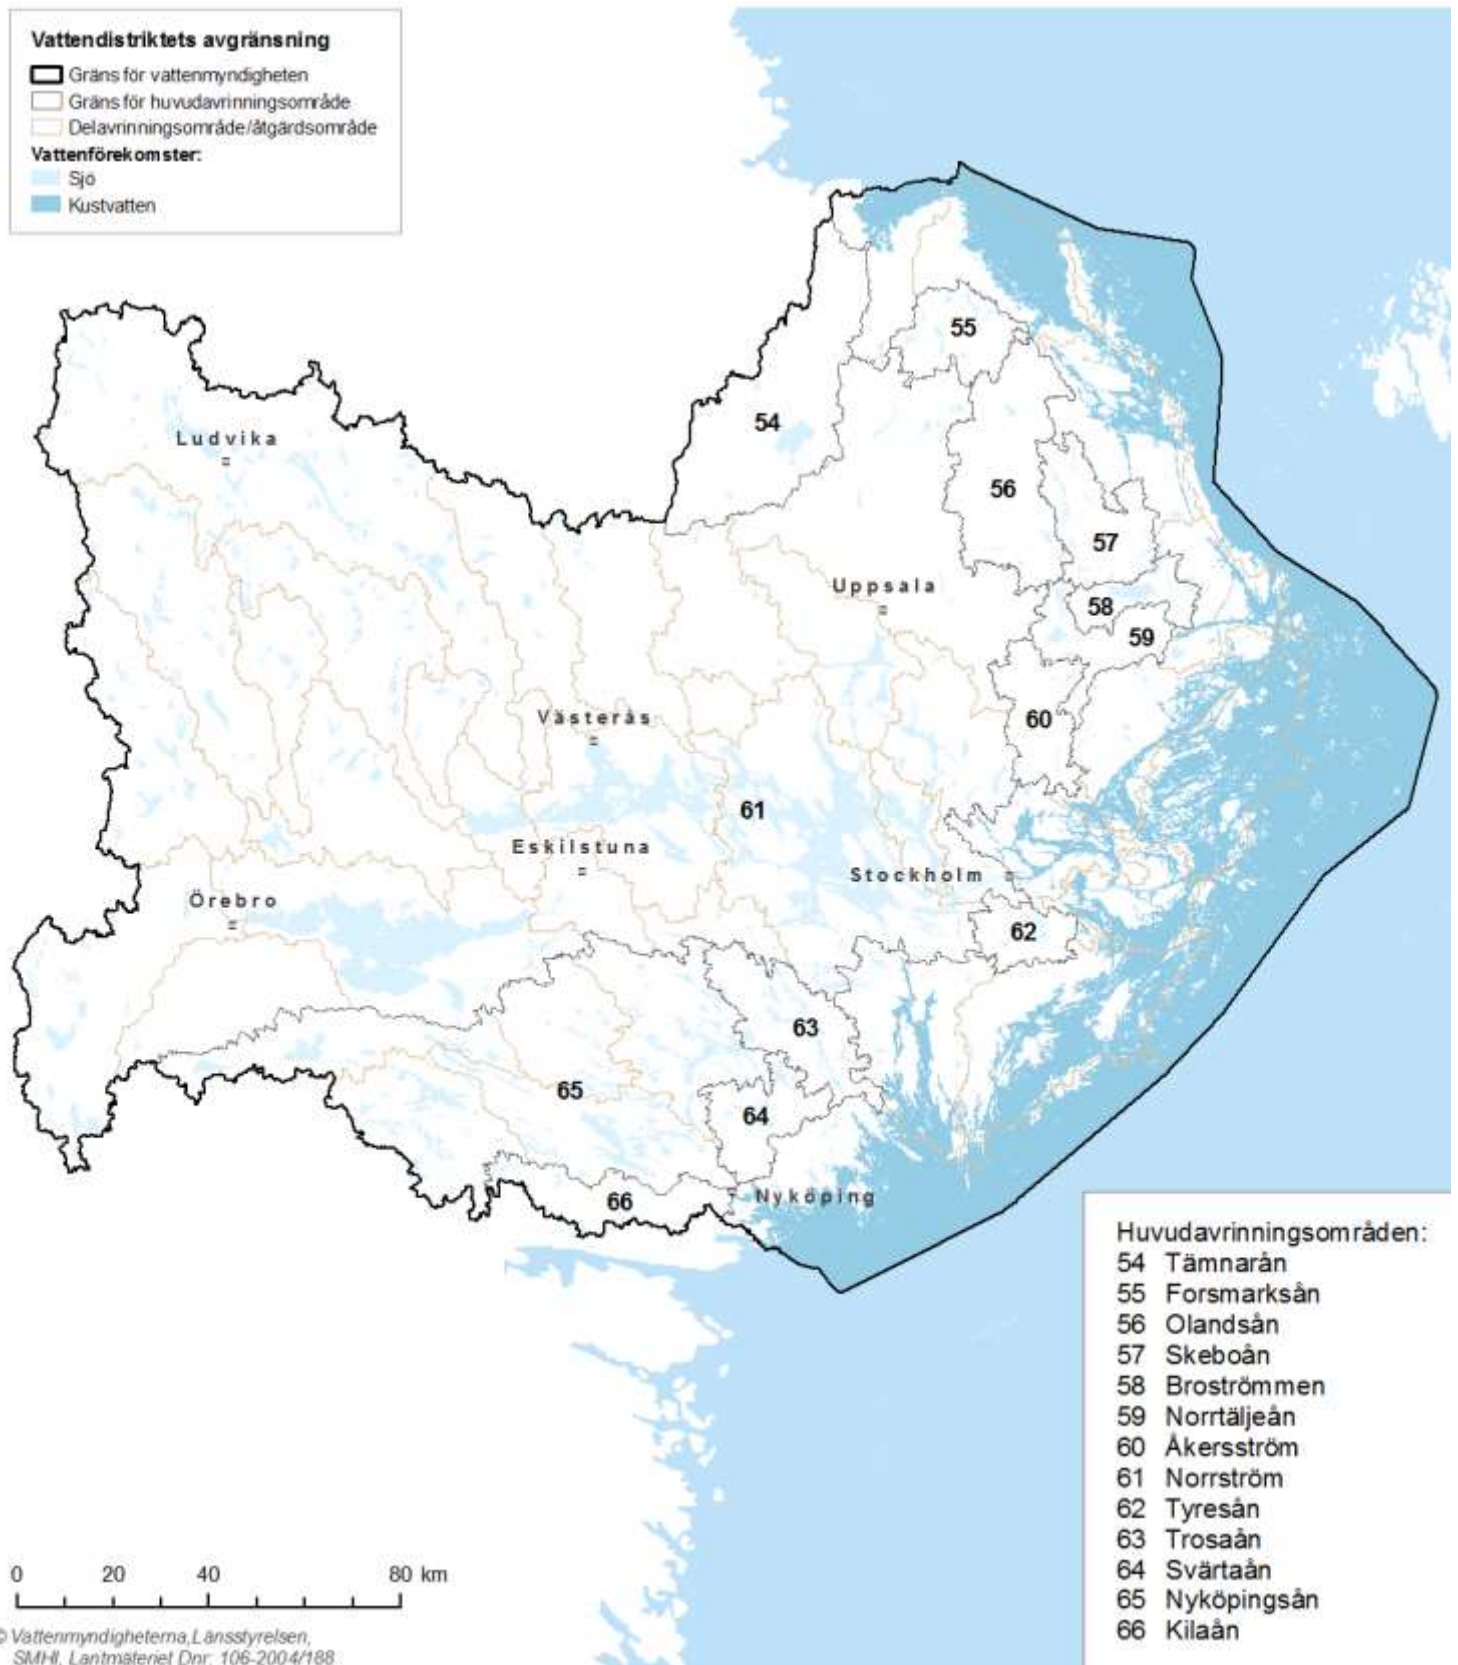 Vattendistriktets avgränsning
Gräns för vattenmyndigheten
Gräns för huvudavrinningsområde
Delavrinningsområde/åtgärdsområde
Vattenförekomster:
Sjö
Kustvatten
55
54
Ludvika
56
57
Uppsala
58
59
Västerås
60
61
Eskilstuna
Stockholm
Örebro
62
63
65
64
66
Nyköping
Huvudavrinningsområden:
54 Tämnarån
55 Forsmarksån
56 Olandsån
57 Skeboån
58 Broströmmen
59 Norrtäljeån
60 Åkersström
61 Norrström
62 Tyresån
63 Trosaån
64 Svärtaån
65 Nyköpingsån
66 Kilaån
0 20 40 80 km
© Vattenmyndigheterna,Länsstyrelsen,
SMHI, Lantmäteriet Dnr: 106-2004/188